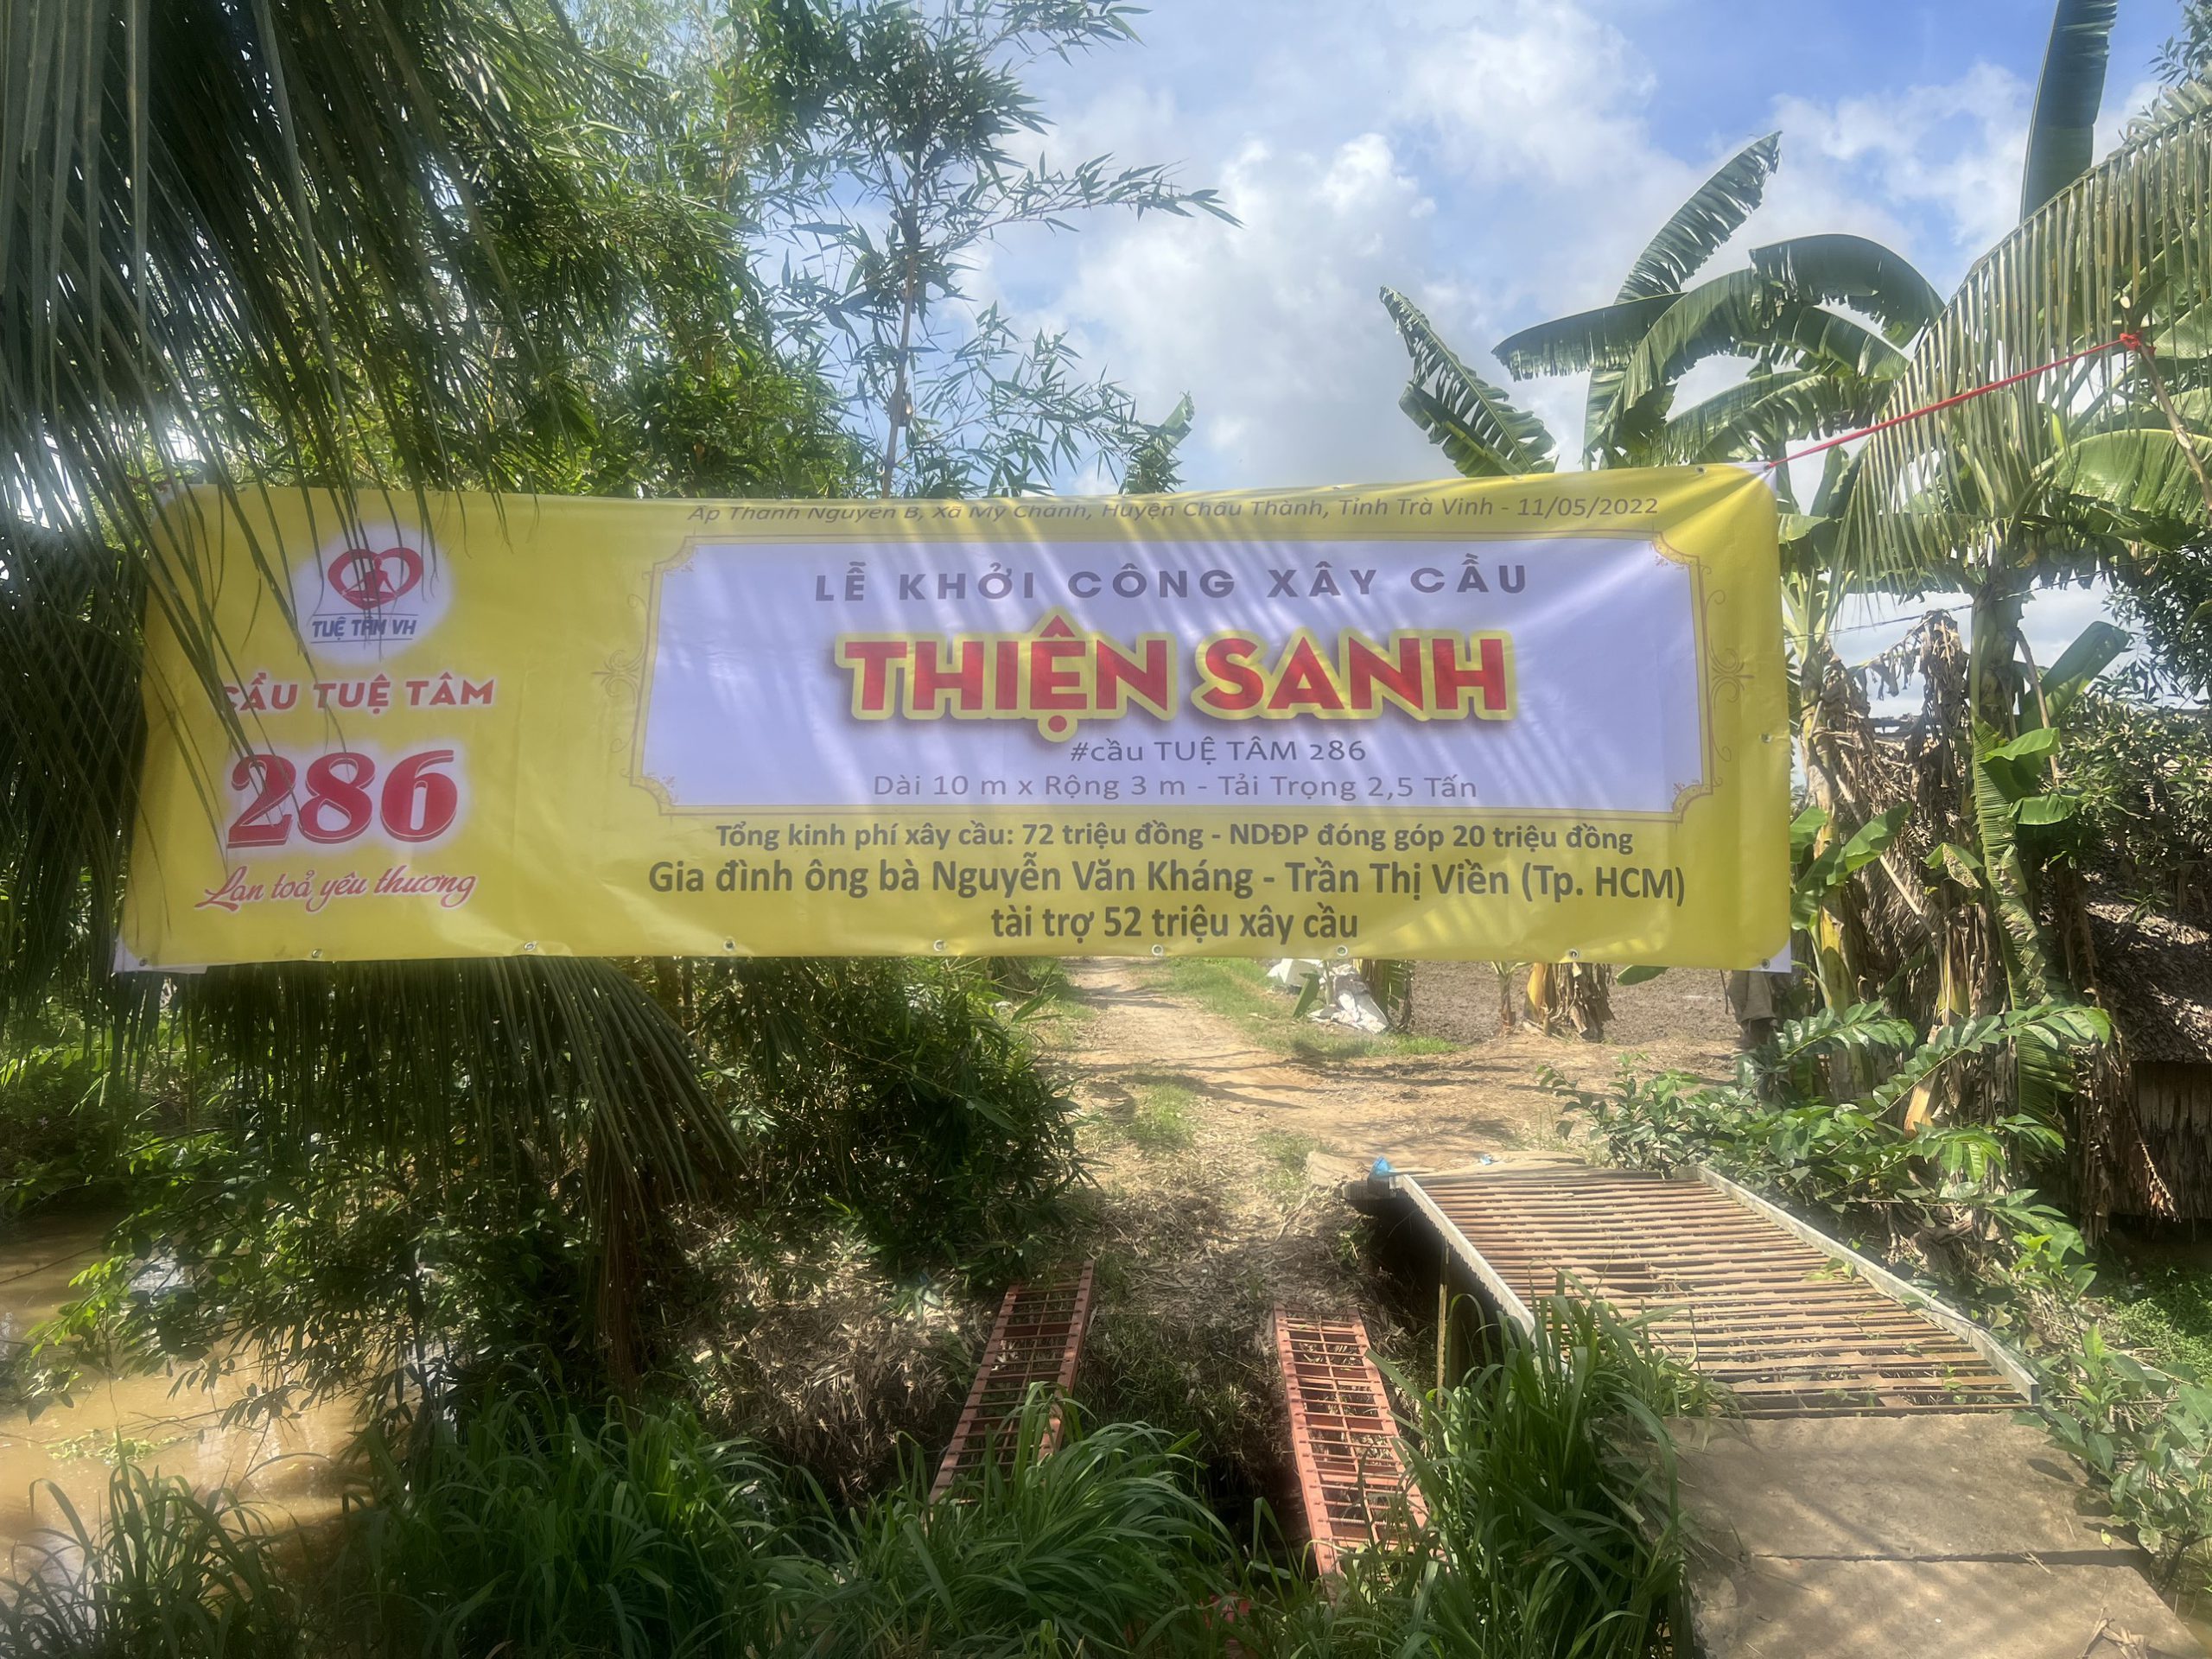 Ấp Thanh Nguyên B, Xã Mỹ Chánh, Huyện Châu Thành, Tỉnh Trà Vinh - 11/05/2022
LỄ KHỞI CÔNG XÂY CẦU
THIỆN SANH
#cầu TUỆ TÂM 286
Dài 10 m x Rộng 3 m - Tải Trọng 2,5 Tấn
Tổng kinh phí xây cầu: 72 triệu đồng - NDĐP đóng góp 20 triệu đồng
Gia đình ông bà Nguyễn Văn Kháng - Trần Thị Viền (Tp. HCM)
tài trợ 52 triệu xây cầu
TUỆ TÂM VH
CẦU TUỆ TÂM
286
Lan toả yêu thương